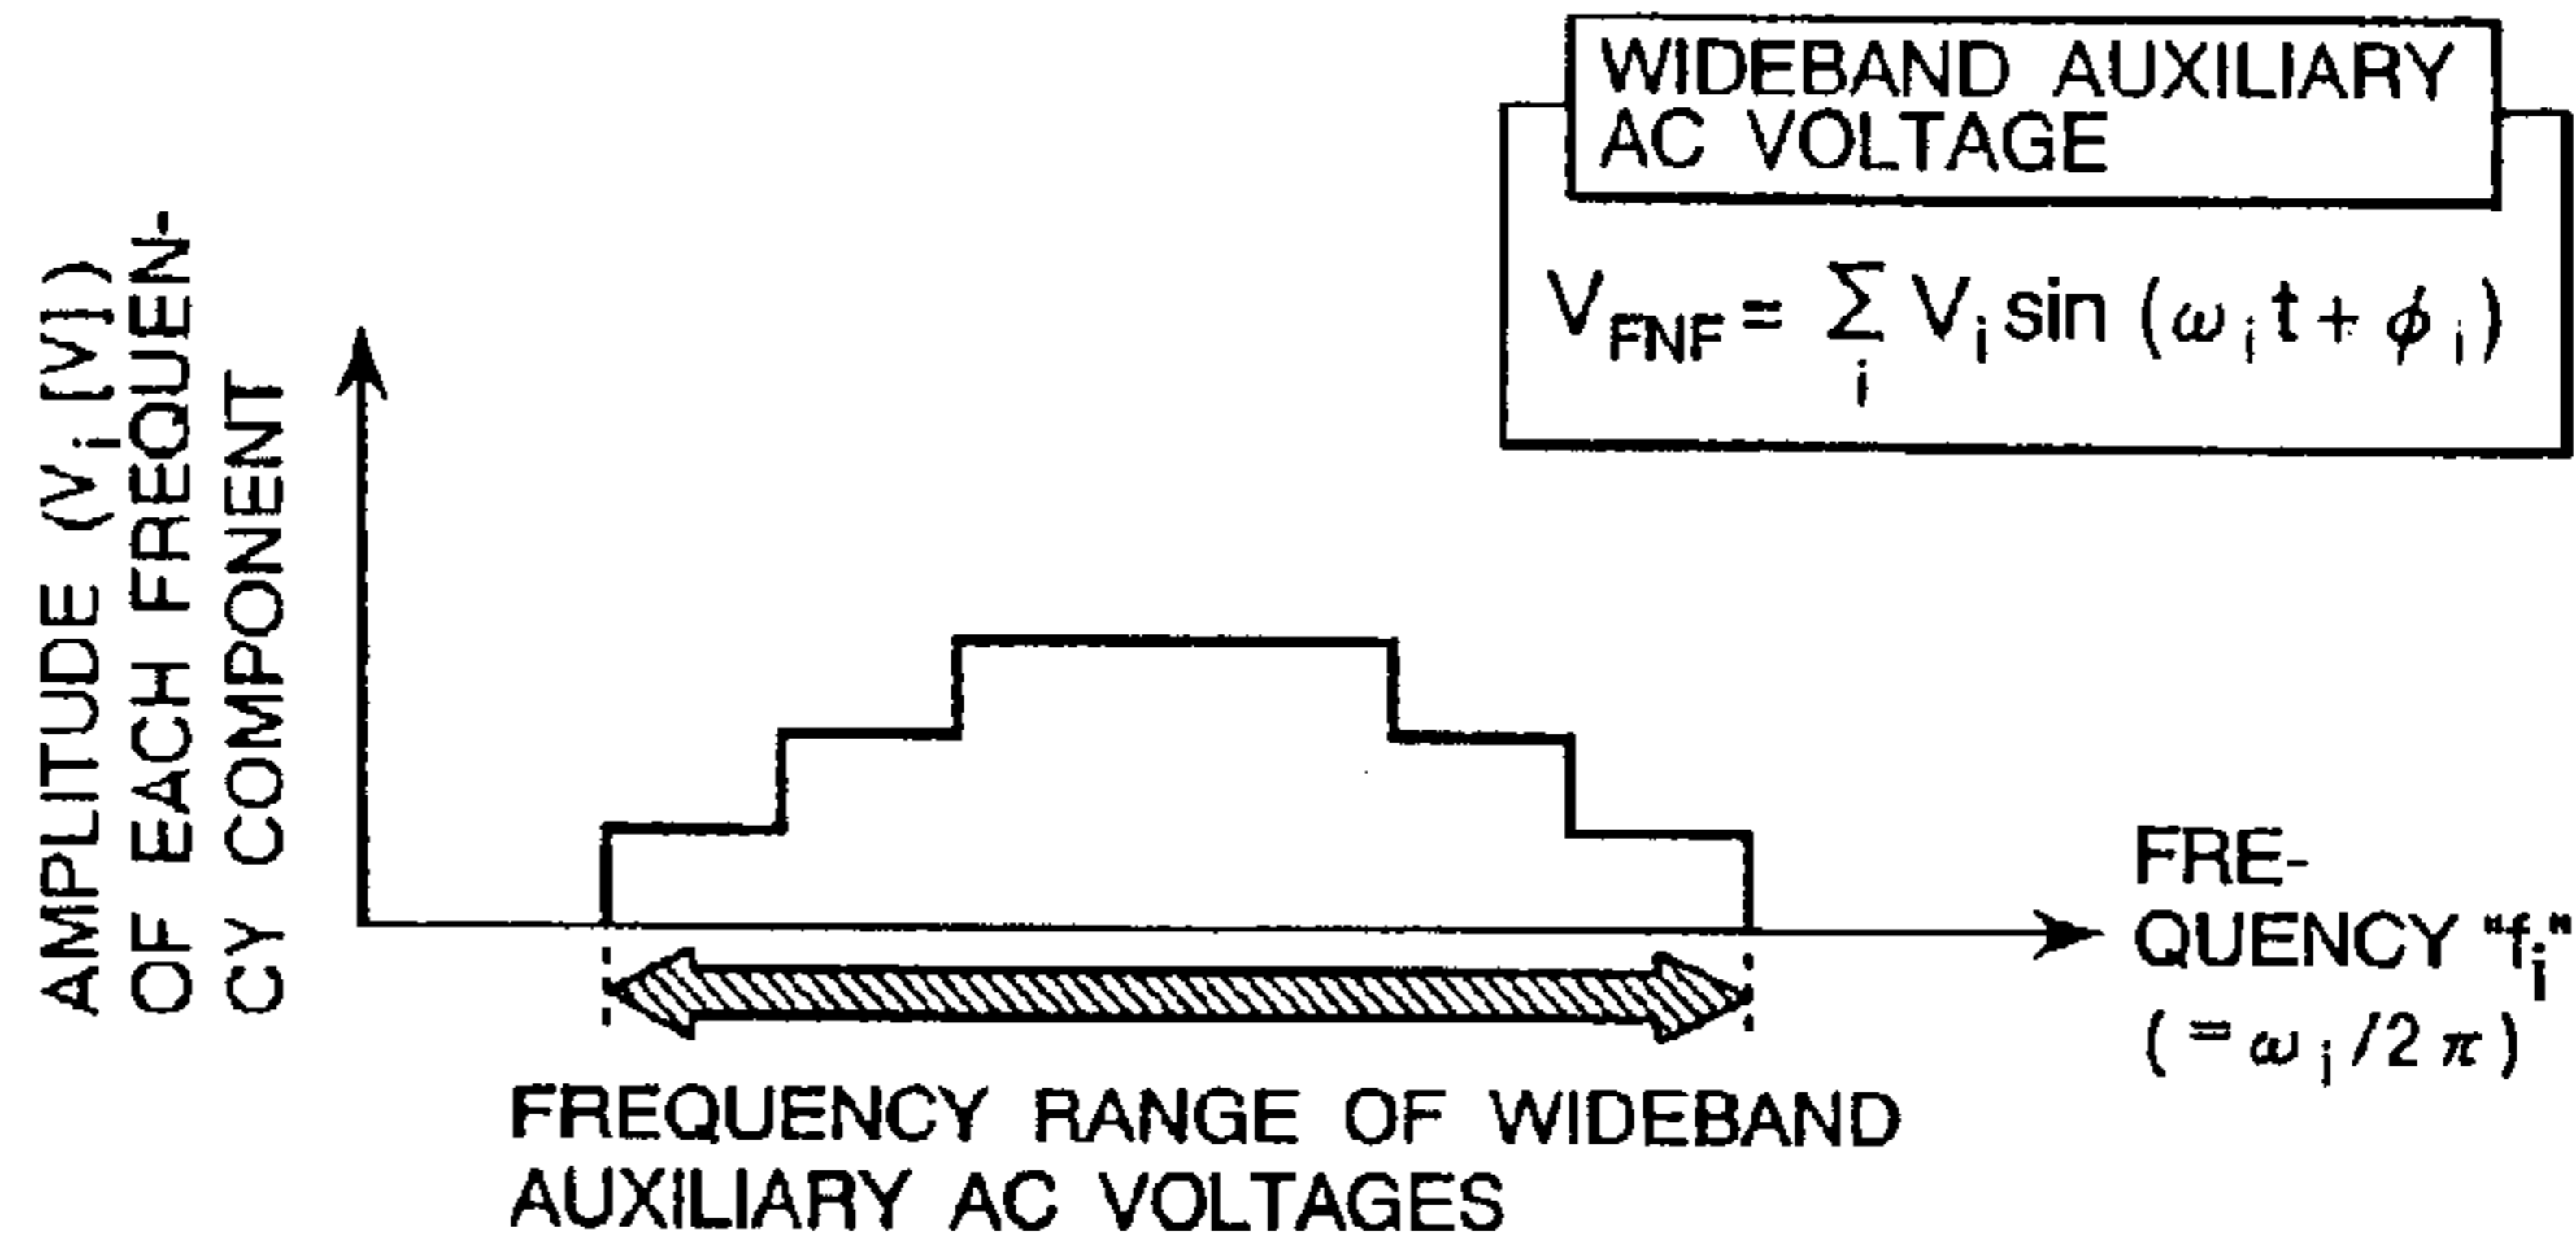 WIDEBAND AUXILIARY
AC VOLTAGE
V_FNF = Σ_i V_i sin (ω_i t + φ_i)
AMPLITUDE (V_i [V])
OF EACH FREQUEN-
CY COMPONENT
FRE-
QUENCY "f_i"
(=ω_i/2π)
FREQUENCY RANGE OF WIDEBAND
AUXILIARY AC VOLTAGES